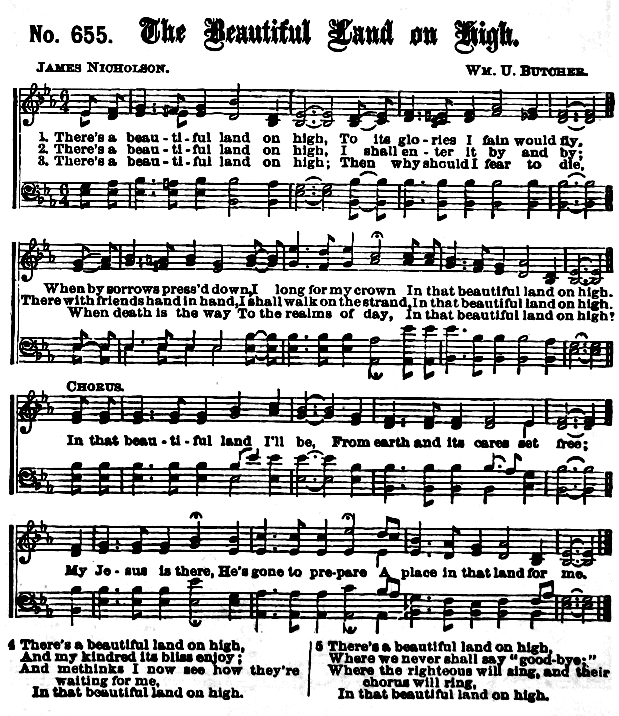 No. 655. The Beautiful Land on High.
JAMES NICHOLSON. WM. U. BUTCHER.
1. There's a beau - ti - ful land on high, To its glo - ries I fain would fly,
2. There's a beau - ti - ful land on high, I shall en - ter it by and by;
3. There's a beau - ti - ful land on high; Then why should I fear to die,
When by sorrows press'd down, I long for my crown In that beautiful land on high.
There with friends hand in hand, I shall walk on the strand, In that beautiful land on high.
When death is the way To the realms of day, In that beautiful land on high?
CHORUS.
In that beau - ti - ful land I'll be, From earth and its cares set free;
My Je - sus is there, He's gone to pre-pare A place in that land for me.
4 There's a beautiful land on high,
And my kindred its bliss enjoy;
And methinks I now see how they're
waiting for me,
In that beautiful land on high.
5 There's a beautiful land on high,
Where we never shall say "good-bye;"
Where the righteous will sing, and their
chorus will ring,
In that beautiful land on high.